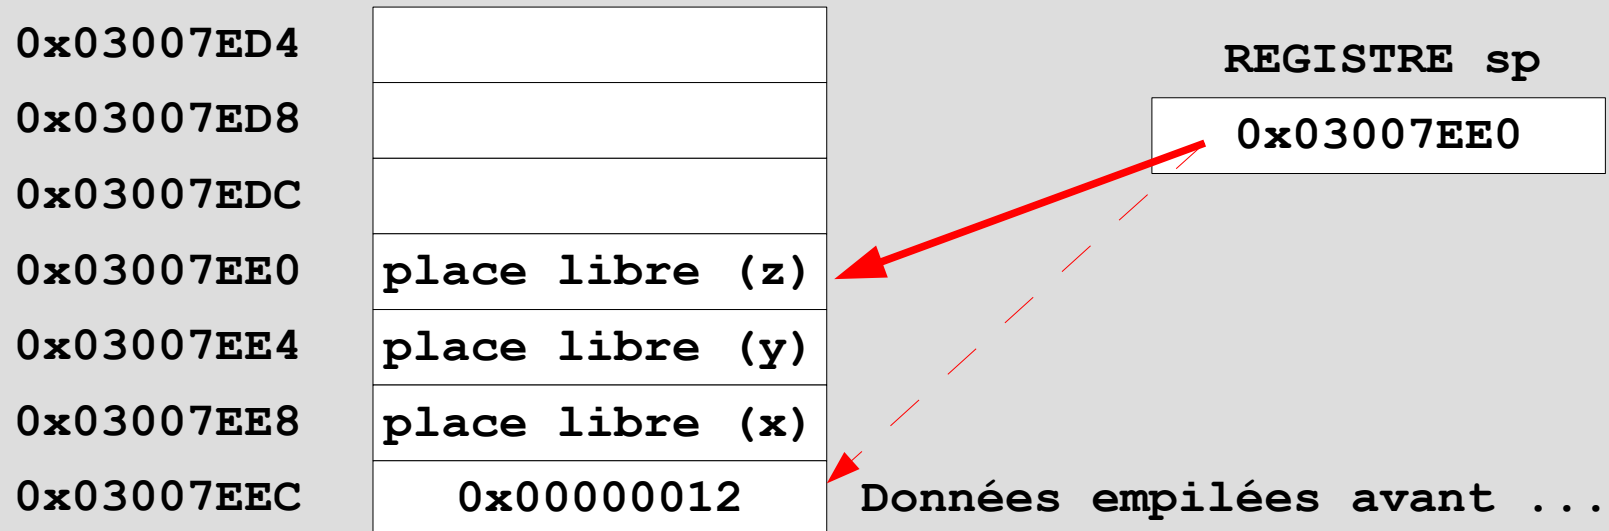 0x03007ED4
REGISTRE sp
0x03007ED8
0x03007EE0
0x03007EDC
0x03007EE0 place libre (z)
0x03007EE4 place libre (y)
0x03007EE8 place libre (x)
0x03007EEC 0x00000012 Données empilées avant ...